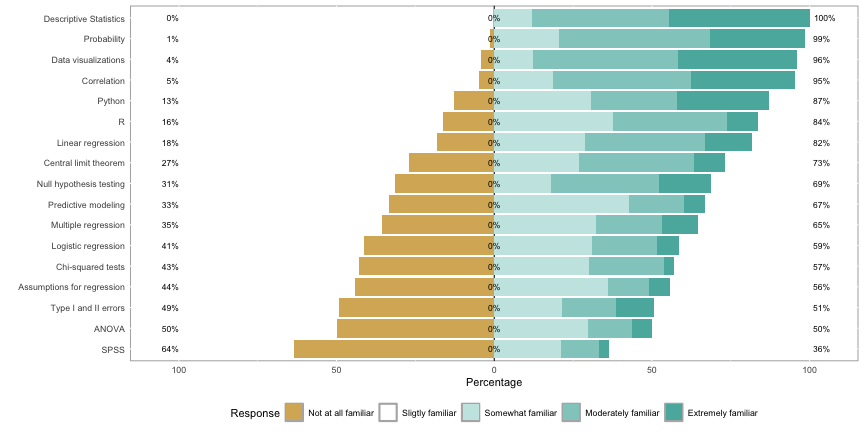 Descriptive Statistics 0% 0% 100%
Probability 1% 0% 99%
Data visualizations 4% 0% 96%
Correlation 5% 0% 95%
Python 13% 0% 87%
R 16% 0% 84%
Linear regression 18% 0% 82%
Central limit theorem 27% 0% 73%
Null hypothesis testing 31% 0% 69%
Predictive modeling 33% 0% 67%
Multiple regression 35% 0% 65%
Logistic regression 41% 0% 59%
Chi-squared tests 43% 0% 57%
Assumptions for regression 44% 0% 56%
Type I and II errors 49% 0% 51%
ANOVA 50% 0% 50%
SPSS 64% 0% 36%
100 50 0 50 100
Percentage
Response Not at all familiar Sligtly familiar Somewhat familiar Moderately familiar Extremely familiar